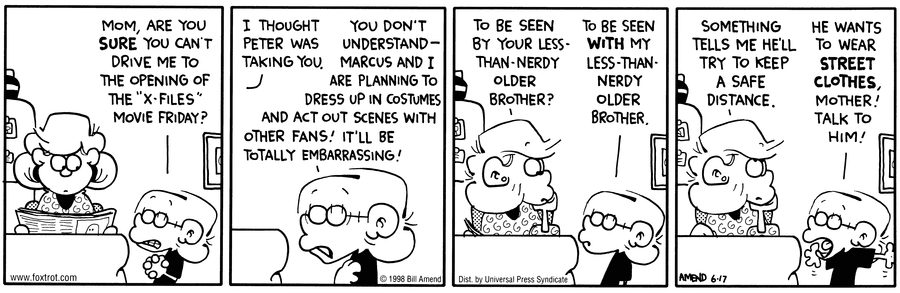 MOM, ARE YOU
SURE YOU CAN'T
DRIVE ME TO
THE OPENING OF
THE "X-FILES"
MOVIE FRIDAY?
www.foxtrot.com
I THOUGHT
PETER WAS
TAKING YOU.
YOU DON'T
UNDERSTAND—
MARCUS AND I
ARE PLANNING TO
DRESS UP IN COSTUMES
AND ACT OUT SCENES WITH
OTHER FANS! IT'LL BE
TOTALLY EMBARRASSING!
© 1998 Bill Amend
TO BE SEEN
BY YOUR LESS-
THAN-NERDY
OLDER
BROTHER?
TO BE SEEN
WITH MY
LESS-THAN-
NERDY
OLDER
BROTHER.
Dist. by Universal Press Syndicate
SOMETHING
TELLS ME HE'LL
TRY TO KEEP
A SAFE
DISTANCE.
HE WANTS
TO WEAR
STREET
CLOTHES,
MOTHER!
TALK TO
HIM!
AMEND 6-17